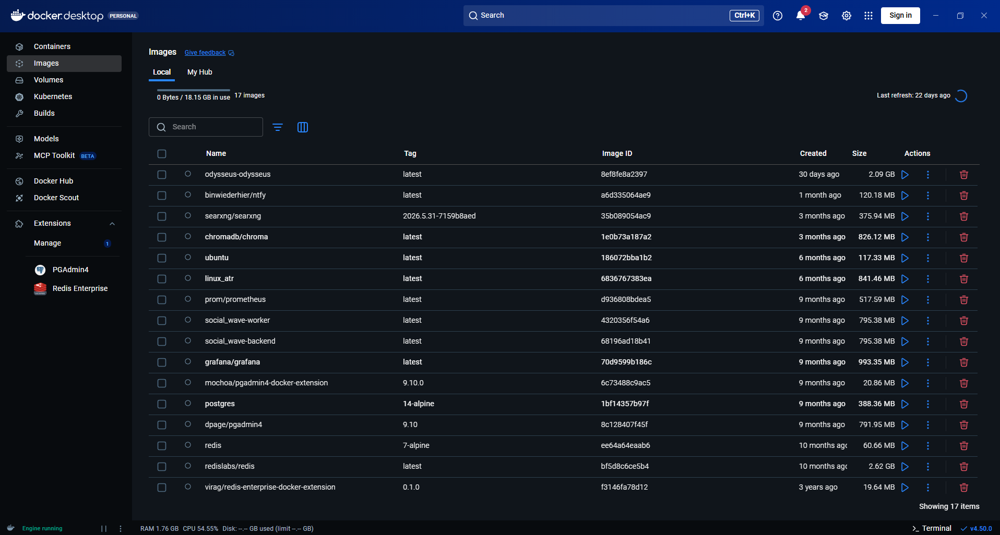 docker.desktop PERSONAL
Search Ctrl+K
2
Sign in
Containers
Images
Volumes
Kubernetes
Builds
Models
MCP Toolkit BETA
Docker Hub
Docker Scout
Extensions
Manage 1
PGAdmin4
Redis Enterprise
Images Give feedback
Local My Hub
0 Bytes / 18.15 GB in use 17 images
Last refresh: 22 days ago
Search
Name Tag Image ID Created Size Actions
odysseus-odysseus latest 8ef8fe8a2397 30 days ago 2.09 GB
binwiederhier/ntfy latest a6d335064ae9 1 month ago 120.18 MB
searxng/searxng 2026.5.31-7159b8aed 35b089054ac9 3 months ago 375.94 MB
chromadb/chroma latest 1e0b73a187a2 3 months ago 826.12 MB
ubuntu latest 186072bba1b2 6 months ago 117.33 MB
linux_atr latest 6836767383ea 6 months ago 841.46 MB
prom/prometheus latest d936808bdea5 9 months ago 517.59 MB
social_wave-worker latest 4320356f54a6 9 months ago 795.38 MB
social_wave-backend latest 68196ad18b41 9 months ago 795.38 MB
grafana/grafana latest 70d9599b186c 9 months ago 993.35 MB
mochoa/pgadmin4-docker-extension 9.10.0 6c73488c9ac5 9 months ago 20.86 MB
postgres 14-alpine 1bf14357b97f 9 months ago 388.36 MB
dpage/pgadmin4 9.10 8c128407f45f 9 months ago 791.95 MB
redis 7-alpine ee64a64eaab6 10 months ago 60.66 MB
redislabs/redis latest bf5d8c6ce5b4 10 months ago 2.62 GB
virag/redis-enterprise-docker-extension 0.1.0 f3146fa78d12 3 years ago 19.64 MB
Showing 17 items
Engine running
RAM 1.76 GB CPU 54.55% Disk: --.-- GB used (limit --.-- GB)
Terminal
v4.50.0